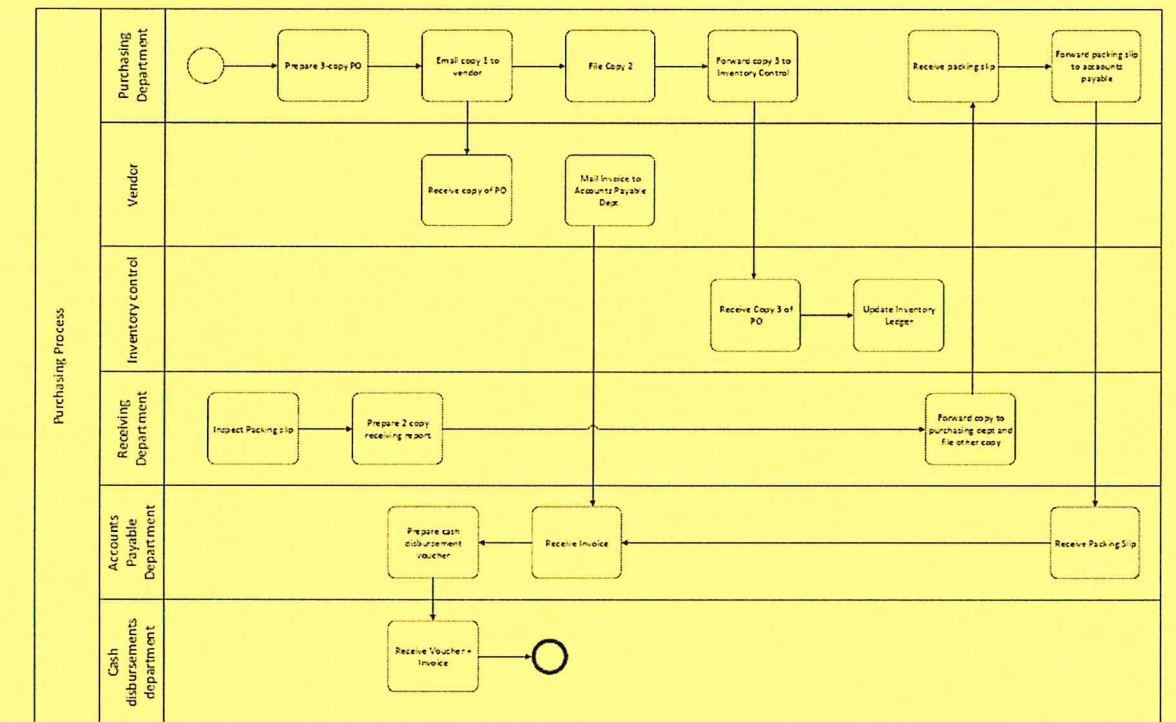 Purchasing Process
Purchasing
Department
Prepare 3-copy PO
Email copy 1 to
vendor
File Copy 2
Forward copy 3 to
Inventory Control
Receive packing slip
Forward packing slip
to accounts
payable
Vendor
Receive copy of PO
Mail Invoice to
Accounts Payable
Dept.
Inventory control
Receive Copy 3 of
PO
Update Inventory
Ledger
Receiving
Department
Inspect Packing slip
Prepare 2 copy
receiving report
Forward copy to
purchasing dept and
file other copy
Accounts
Payable
Department
Prepare cash
disbursement
voucher
Receive Invoice
Receive Packing Slip
Cash
disbursements
department
Receive Voucher +
Invoice